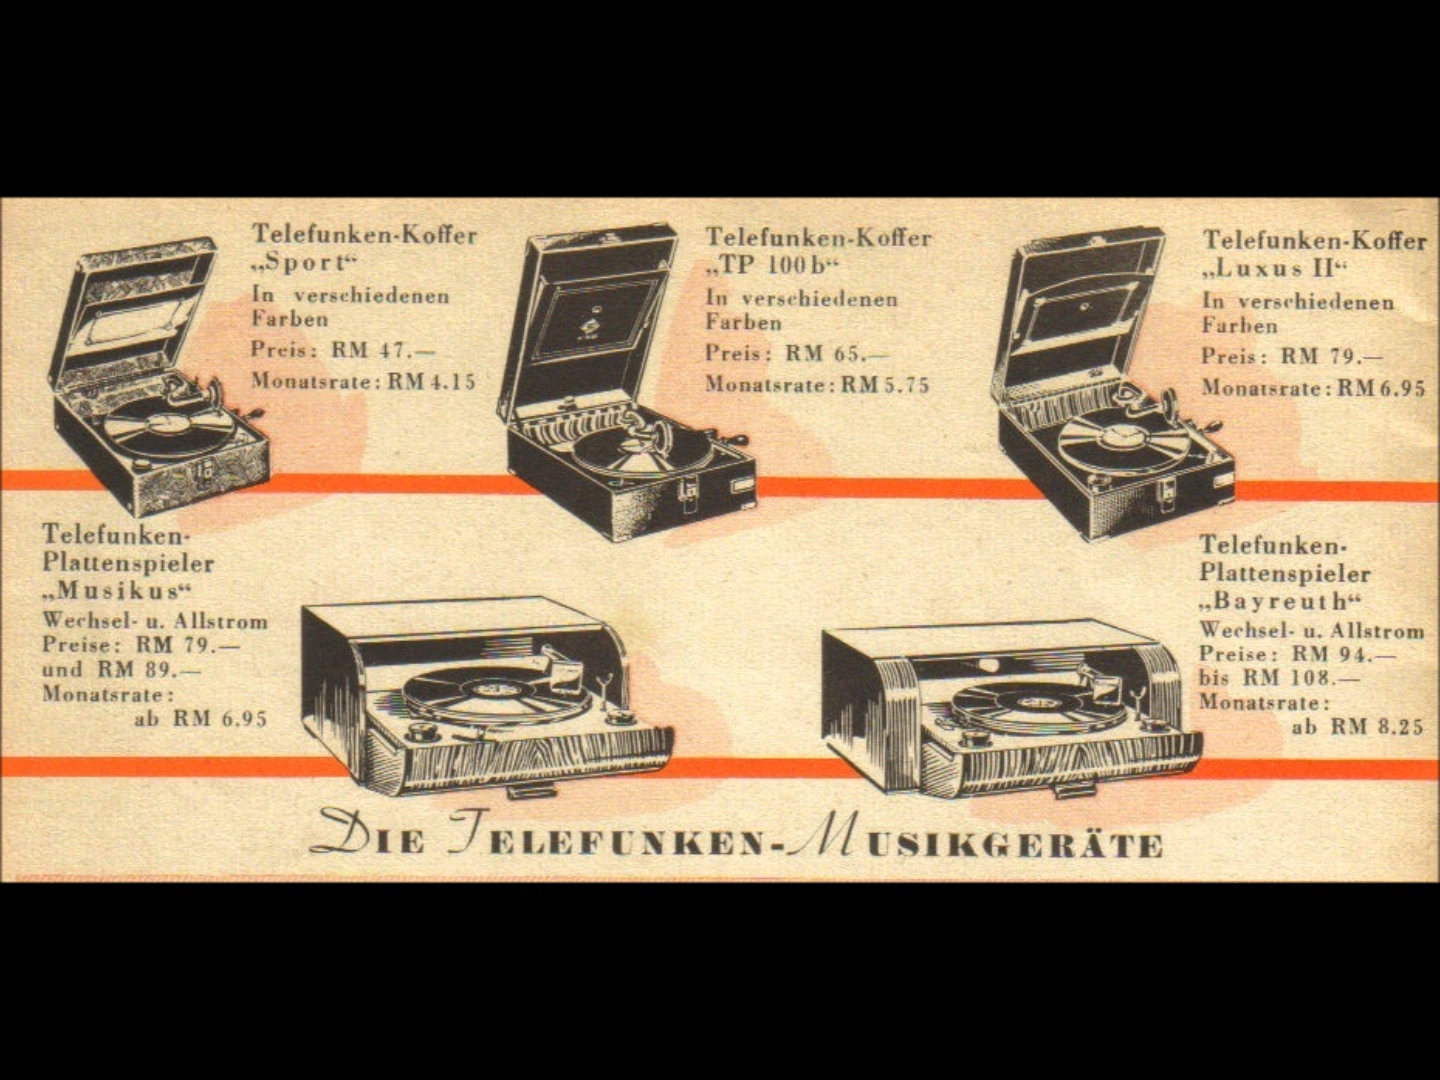 Telefunken-Koffer
„Sport“
In verschiedenen
Farben
Preis: RM 47.—
Monatsrate: RM 4.15
Telefunken-Koffer
„TP 100 b“
In verschiedenen
Farben
Preis: RM 65.—
Monatsrate: RM 5.75
Telefunken-Koffer
„Luxus II“
In verschiedenen
Farben
Preis: RM 79.—
Monatsrate: RM 6.95
Telefunken-
Plattenspieler
„Musikus“
Wechsel- u. Allstrom
Preise: RM 79.—
und RM 89.—
Monatsrate:
ab RM 6.95
Telefunken-
Plattenspieler
„Bayreuth“
Wechsel- u. Allstrom
Preise: RM 94.—
bis RM 108.—
Monatsrate:
ab RM 8.25
DIE TELEFUNKEN-MUSIKGERÄTE